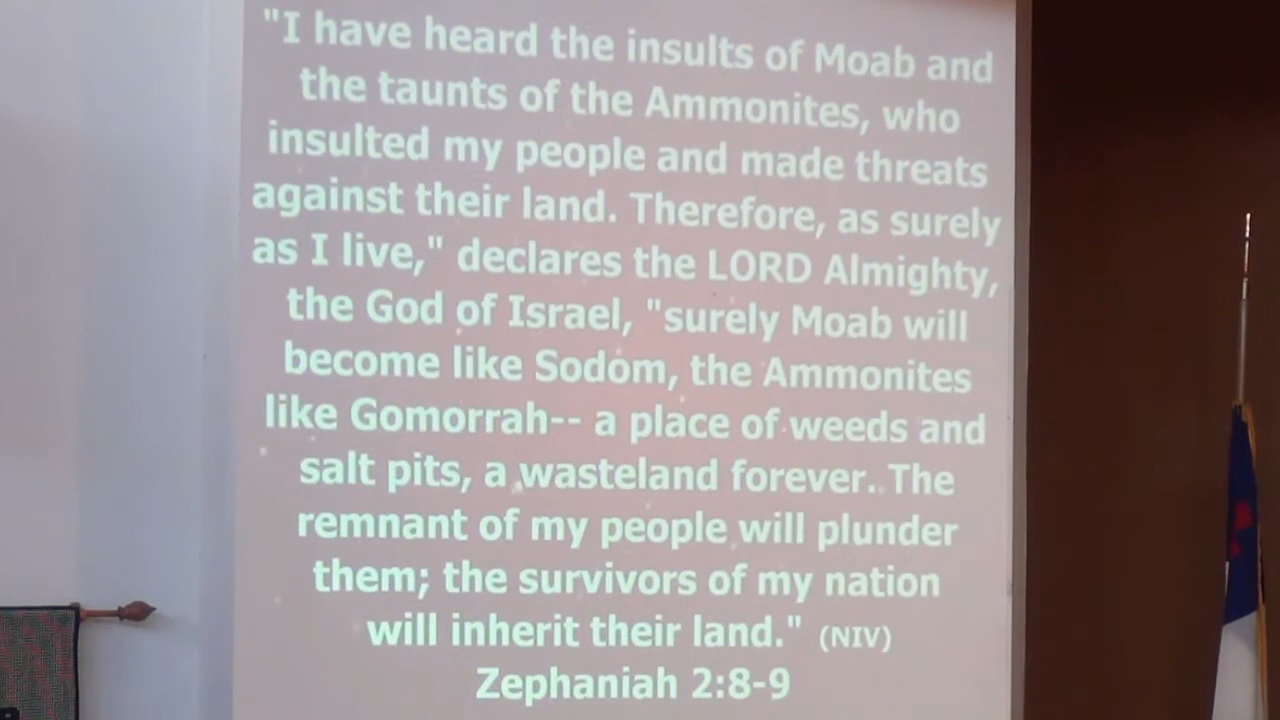 "I have heard the insults of Moab and
the taunts of the Ammonites, who
insulted my people and made threats
against their land. Therefore, as surely
as I live," declares the LORD Almighty,
the God of Israel, "surely Moab will
become like Sodom, the Ammonites
like Gomorrah-- a place of weeds and
salt pits, a wasteland forever. The
remnant of my people will plunder
them; the survivors of my nation
will inherit their land." (NIV)
Zephaniah 2:8-9